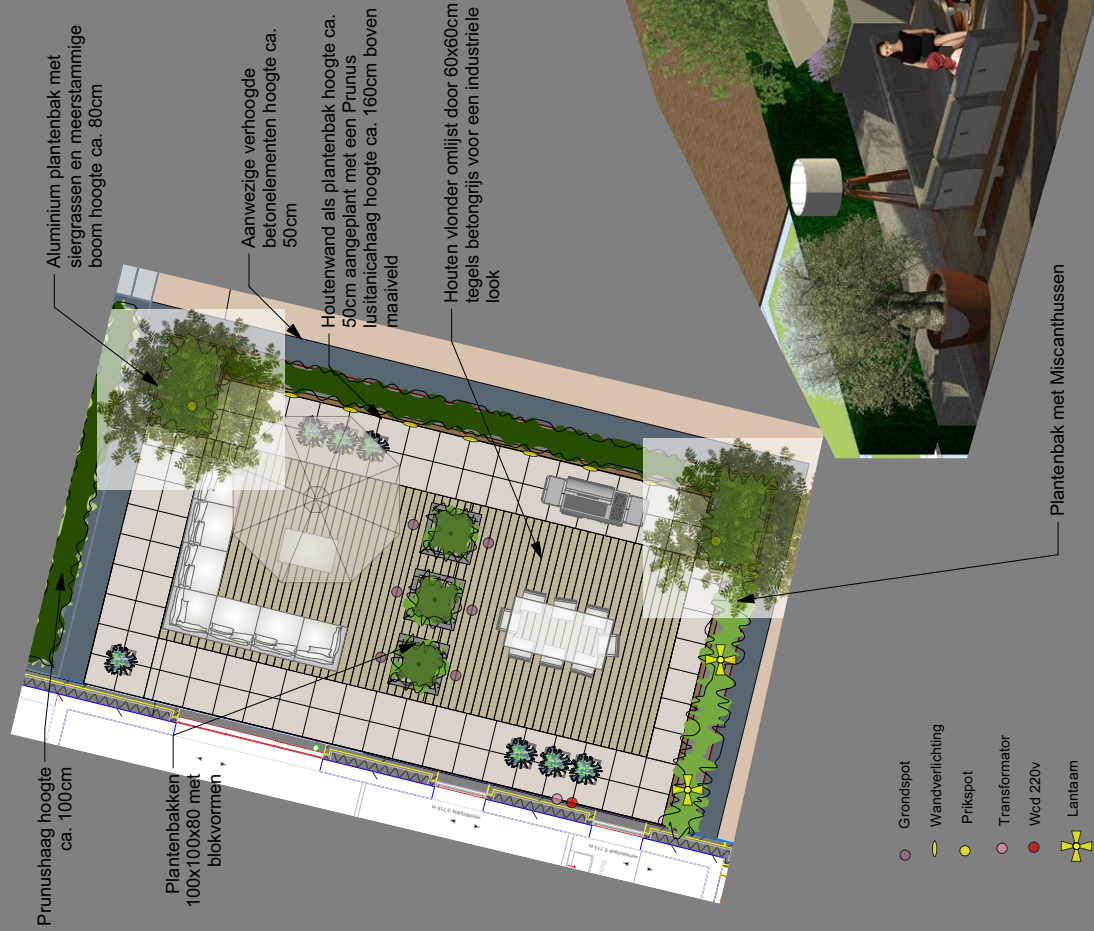 Aluminium plantenbak met
siergrassen en meerstammige
boom hoogte ca. 80cm
Aanwezige verhoogde
betonelementen hoogte ca.
50cm
Houtenwand als plantenbak hoogte ca.
50cm aangeplant met een Prunus
lusitanicahaag hoogte ca. 160cm boven
maaiveld
Houten vlonder omlijst door 60x60cm
tegels betongrijs voor een industriele
look
Prunushaag hoogte
ca. 100cm
Plantenbakken
100x100x80 met
blokvormen
Plantenbak met Miscanthussen
Grondspot
Wandverlichting
Prikspot
Transformator
Wcd 220v
Lantaarn